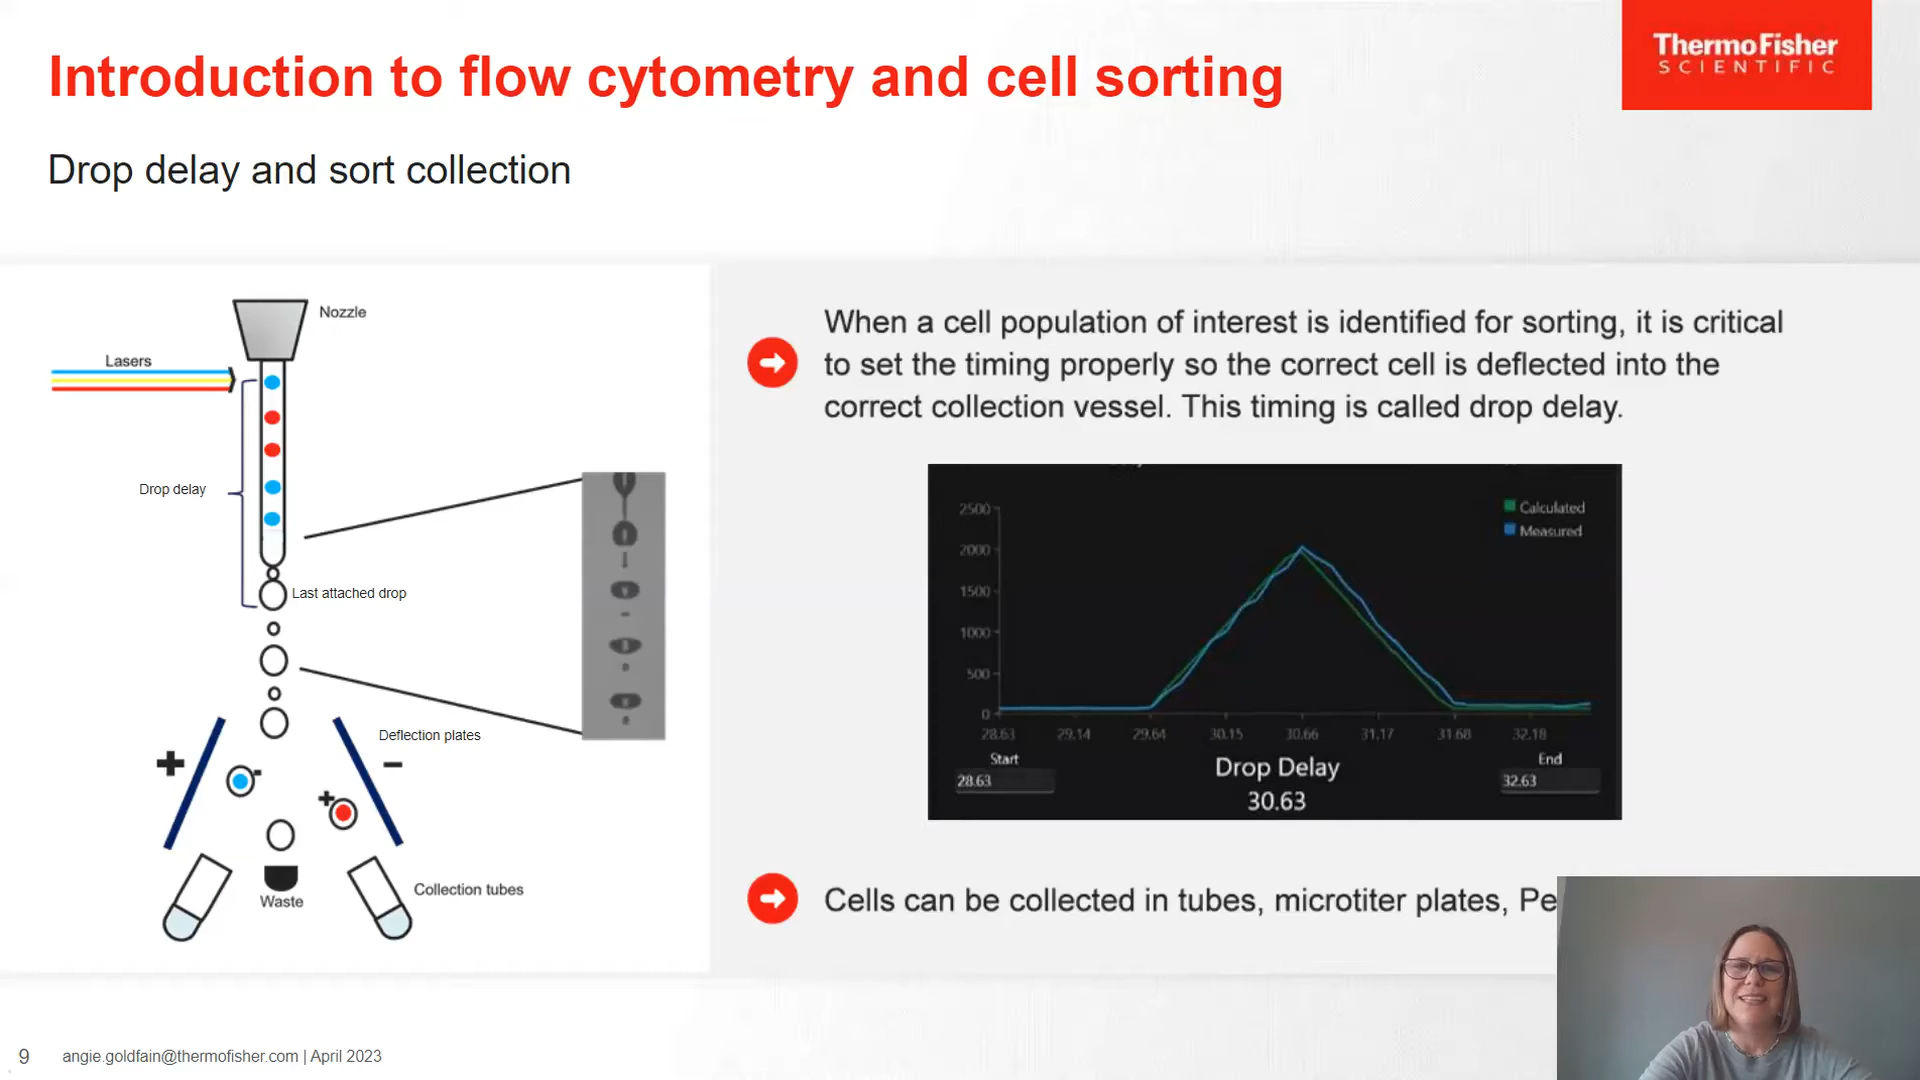 Introduction to flow cytometry and cell sorting
ThermoFisher
SCIENTIFIC
Drop delay and sort collection
Nozzle
Lasers
Drop delay
Last attached drop
Deflection plates
+
−
-
+
Waste
Collection tubes
When a cell population of interest is identified for sorting, it is critical
to set the timing properly so the correct cell is deflected into the
correct collection vessel. This timing is called drop delay.
2500
2000
1500
1000
500
0
Calculated
Measured
28.63 29.14 29.64 30.15 30.66 31.17 31.68 32.18
Start
28.63
Drop Delay
30.63
End
32.63
Cells can be collected in tubes, microtiter plates, Pe
9 angie.goldfain@thermofisher.com | April 2023